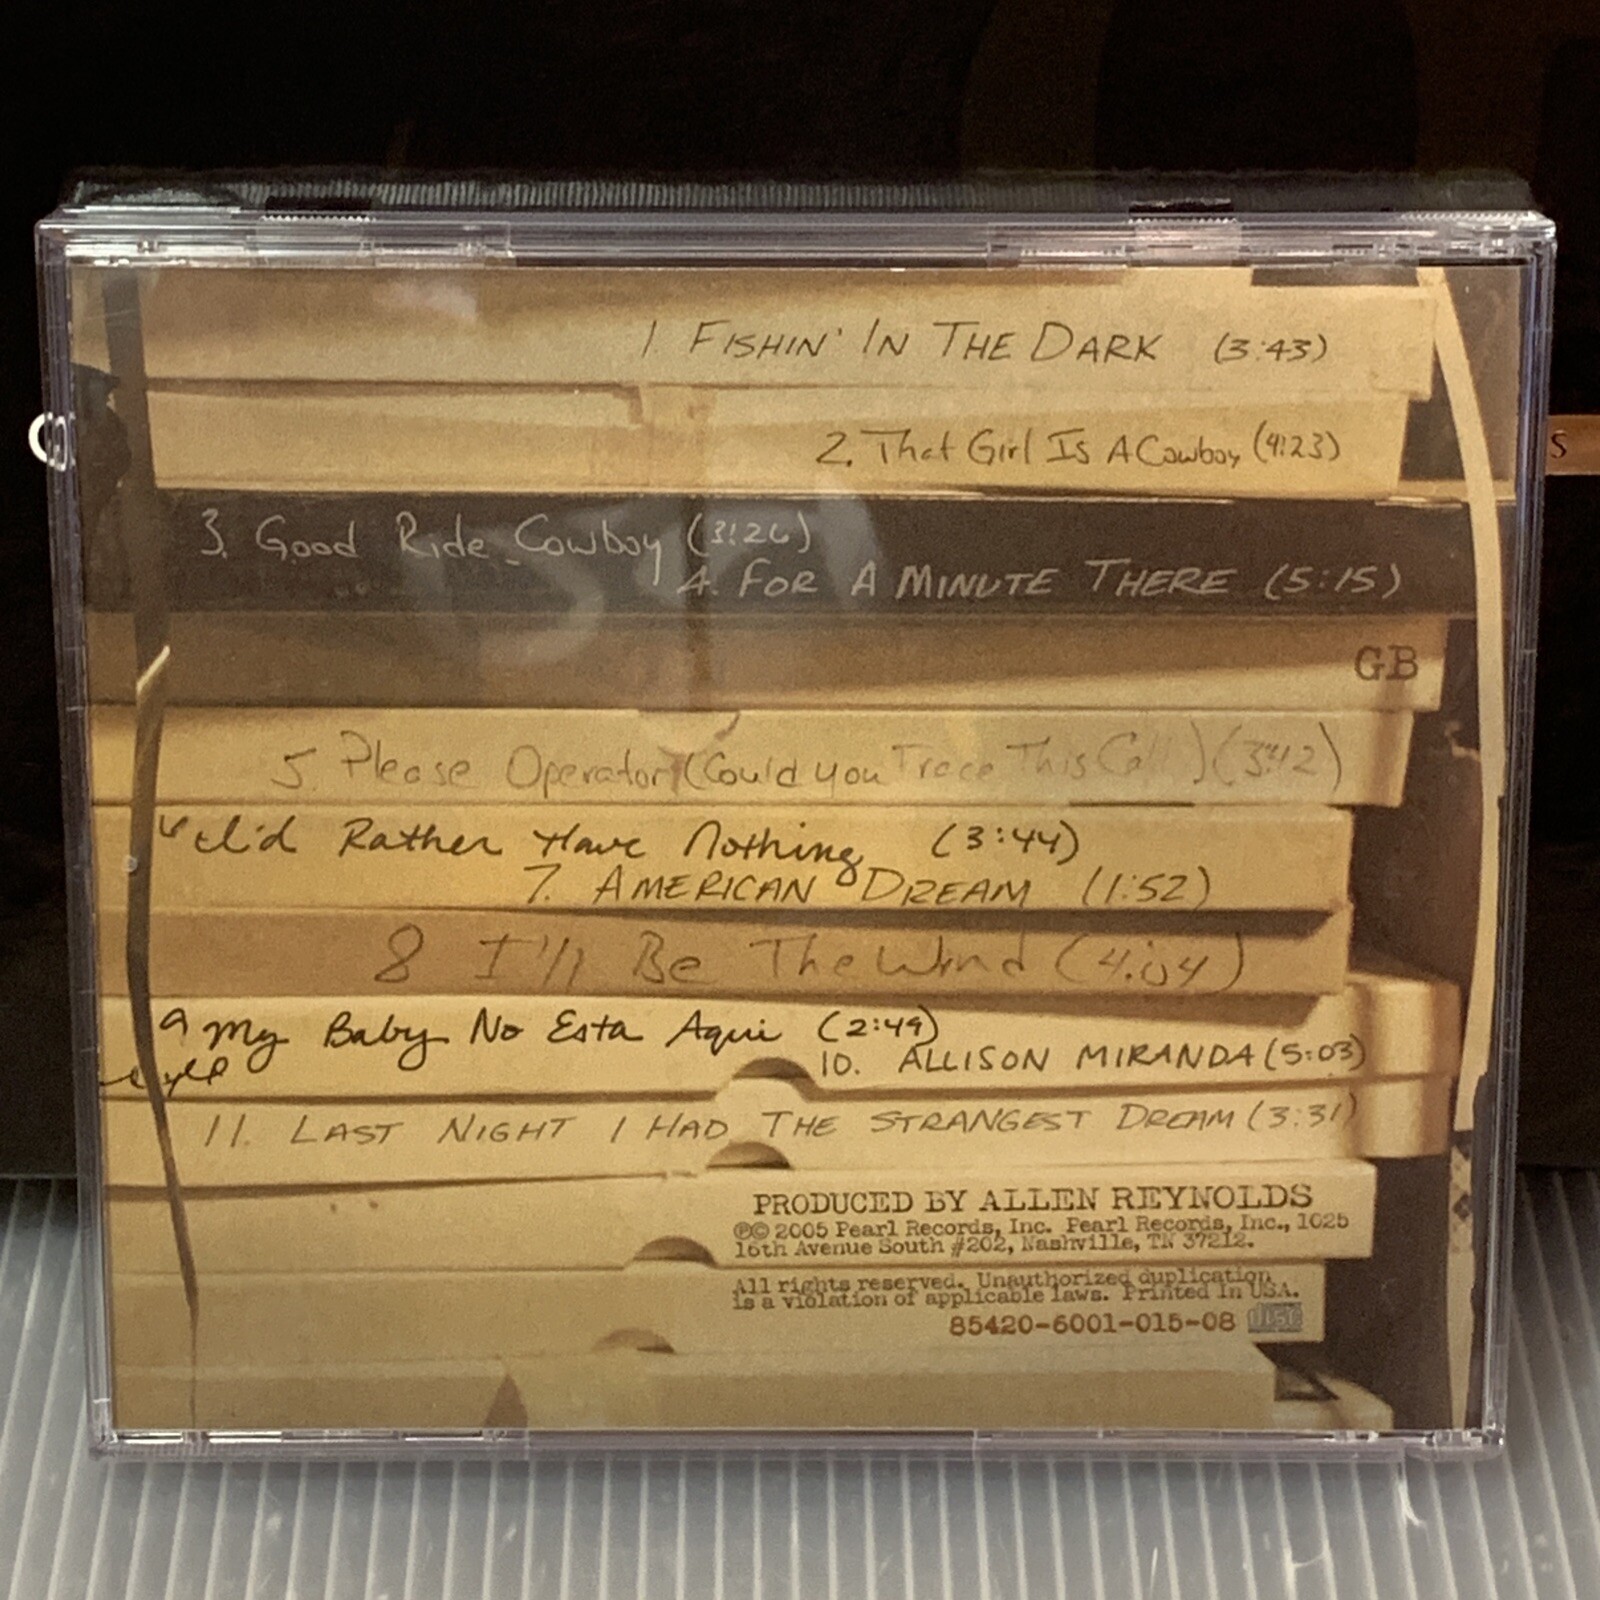 1. FISHIN' IN THE DARK (3:43)
2. That Girl Is A Cowboy (4:23)
3. Good Ride Cowboy (3:26)
4. FOR A MINUTE THERE (5:15)
GB
5. Please Operator (Could you Trace This Call) (3:42)
6 I'd Rather Have Nothing (3:44)
7. AMERICAN DREAM (1:52)
8 I'll Be The Wind (4:04)
9 My Baby No Esta Aqui (2:49)
10. ALLISON MIRANDA (5:03)
11. LAST NIGHT I HAD THE STRANGEST DREAM (3:31)
PRODUCED BY ALLEN REYNOLDS
℗© 2005 Pearl Records, Inc. Pearl Records, Inc., 1025
16th Avenue South #202, Nashville, TN 37212.
All rights reserved. Unauthorized duplication
is a violation of applicable laws. Printed in USA.
85420-6001-015-08 disc
S